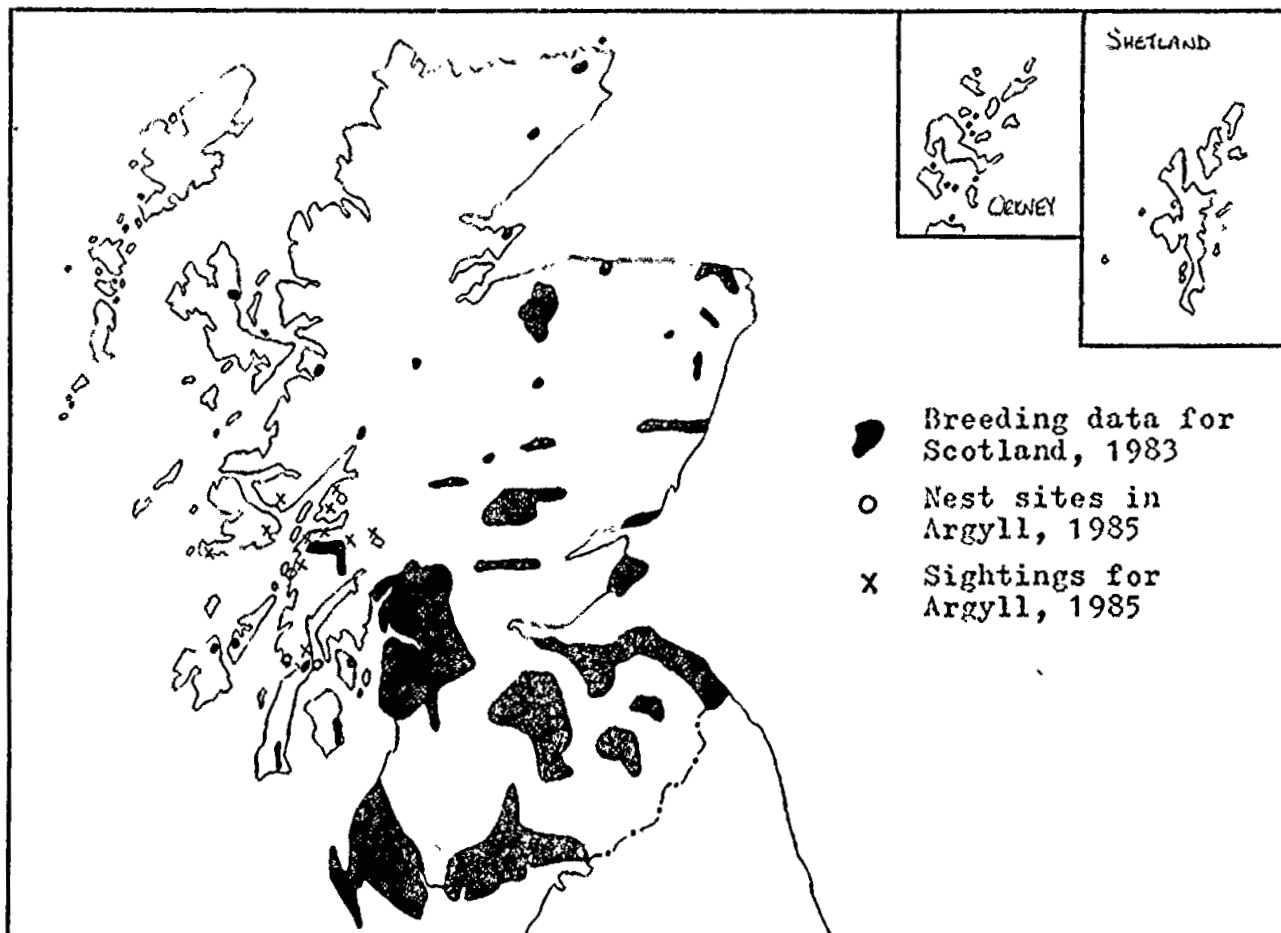 SHETLAND
ORKNEY
Breeding data for
Scotland, 1983
Nest sites in
Argyll, 1985
Sightings for
Argyll, 1985